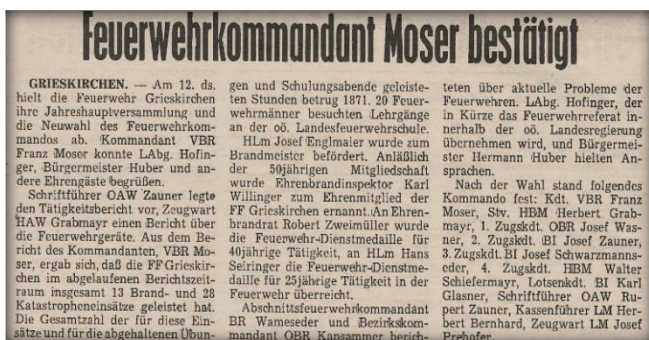 Feuerwehrkommandant Moser bestätigt
GRIESKIRCHEN. — Am 12. ds.
hielt die Feuerwehr Grieskirchen
ihre Jahreshauptversammlung und
die Neuwahl des Feuerwehrkom-
mandos ab. Kommandant VBR
Franz Moser konnte LAbg. Hofin-
ger, Bürgermeister Huber und an-
dere Ehrengäste begrüßen.
Schriftführer OAW Zauner legte
den Tätigkeitsbericht vor, Zeugwart
HAW Grabmayr einen Bericht über
die Feuerwehrgeräte. Aus dem Be-
richt des Kommandanten, VBR Mo-
ser, ergab sich, daß die FF Grieskir-
chen im abgelaufenen Berichtszeit-
raum insgesamt 13 Brand- und 28
Katastropheneinsätze geleistet hat.
Die Gesamtzahl der für diese Ein-
sätze und für die abgehaltenen Übun-
gen und Schulungsabende geleiste-
ten Stunden betrug 1871. 20 Feuer-
wehrmänner besuchten Lehrgänge
an der oö. Landesfeuerwehrschule.
HLm Josef Englmaier wurde zum
Brandmeister befördert. Anläßlich
der 50jährigen Mitgliedschaft
wurde Ehrenbrandinspektor Karl
Willinger zum Ehrenmitglied der
FF Grieskirchen ernannt. An Ehren-
brandrat Robert Zweimüller wurde
die Feuerwehr-Dienstmedaille für
40jährige Tätigkeit, an HLm Hans
Seiringer die Feuerwehr-Dienstme-
daille für 25jährige Tätigkeit in der
Feuerwehr überreicht.
Abschnittsfeuerwehrkommandant
BR Wameseder und Bezirkskom-
mandant OBR Kapsammer berich-
teten über aktuelle Probleme der
Feuerwehren. LAbg. Hofinger, der
in Kürze das Feuerwehrreferat in-
nerhalb der oö. Landesregierung
übernehmen wird, und Bürgermei-
ster Hermann Huber hielten An-
sprachen.
Nach der Wahl stand folgendes
Kommando fest: Kdt. VBR Franz
Moser, Stv. HBM Herbert Grab-
mayr, 1. Zugskdt. OBR Josef Was-
ner, 2. Zugskdt. BI Josef Zauner,
3. Zugskdt. BI Josef Schwarzmanns-
eder, 4. Zugskdt. HBM Walter
Schiefermayr, Lotsenkdt. BI Karl
Glasner, Schriftführer OAW Ru-
pert Zauner, Kassenführer LM Her-
bert Bernhard, Zeugwart LM Josef
Prehofer.